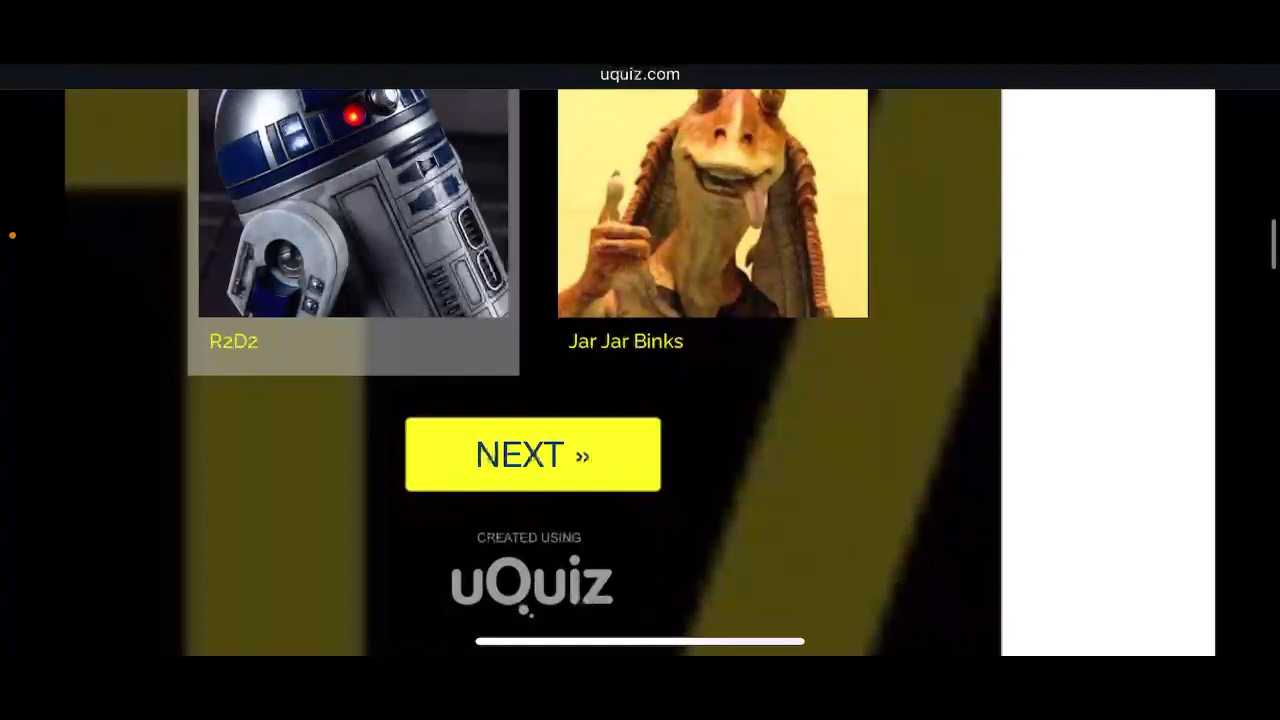 uquiz.com
R2D2
Jar Jar Binks
NEXT »
CREATED USING
uQuiz